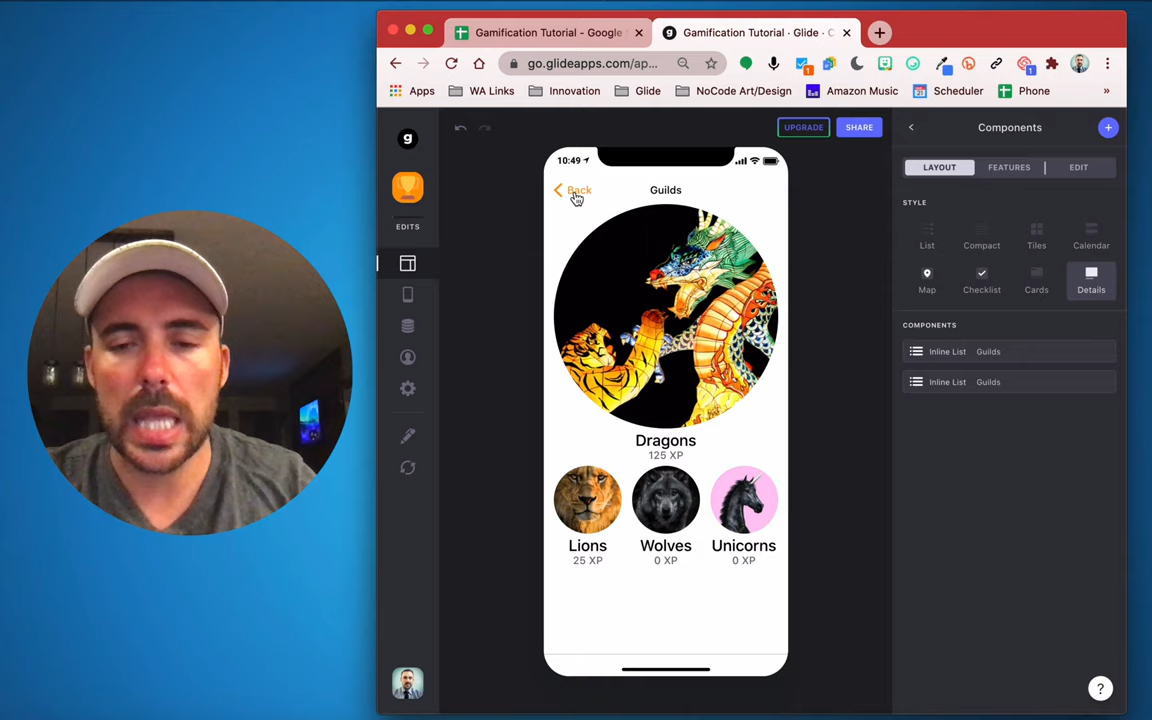 Gamification Tutorial - Google
Gamification Tutorial · Glide · C
go.glideapps.com/ap...
Apps
WA Links
Innovation
Glide
NoCode Art/Design
Amazon Music
Scheduler
Phone
»
g
EDITS
UPGRADE
SHARE
10:49
Back
Guilds
Dragons
125 XP
Lions
25 XP
Wolves
0 XP
Unicorns
0 XP
Components
LAYOUT
FEATURES
EDIT
STYLE
List
Compact
Tiles
Calendar
Map
Checklist
Cards
Details
COMPONENTS
Inline List Guilds
Inline List Guilds
?